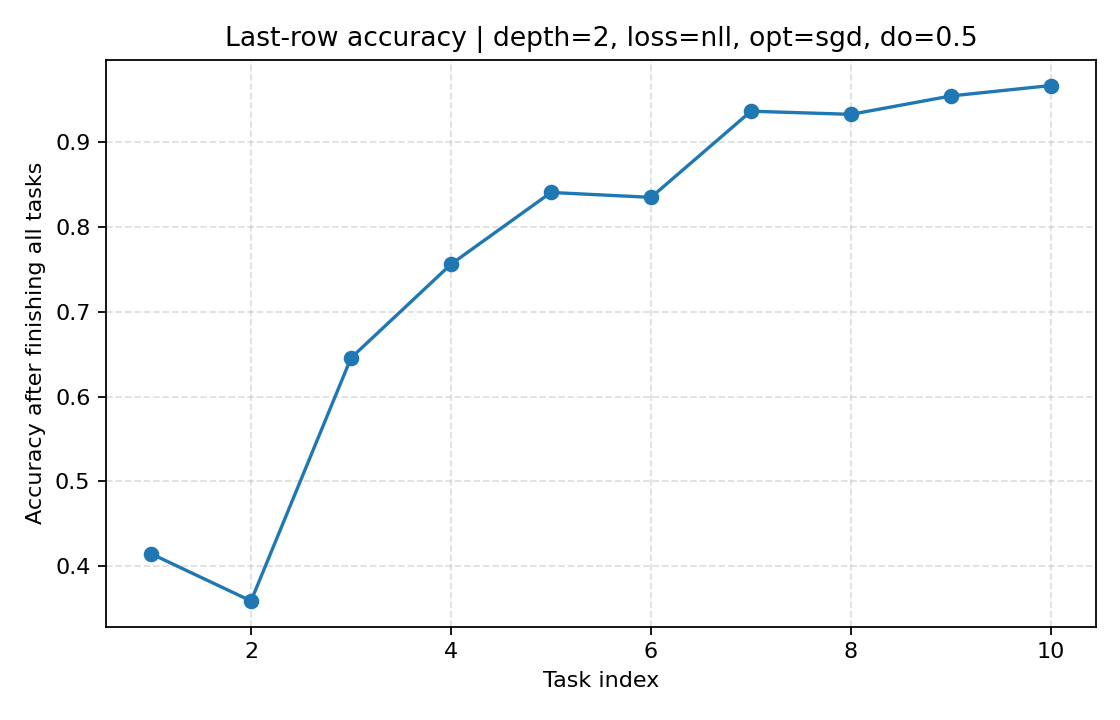 Last-row accuracy | depth=2, loss=nll, opt=sgd, do=0.5
Accuracy after finishing all tasks
0.9
0.8
0.7
0.6
0.5
0.4
2 4 6 8 10
Task index